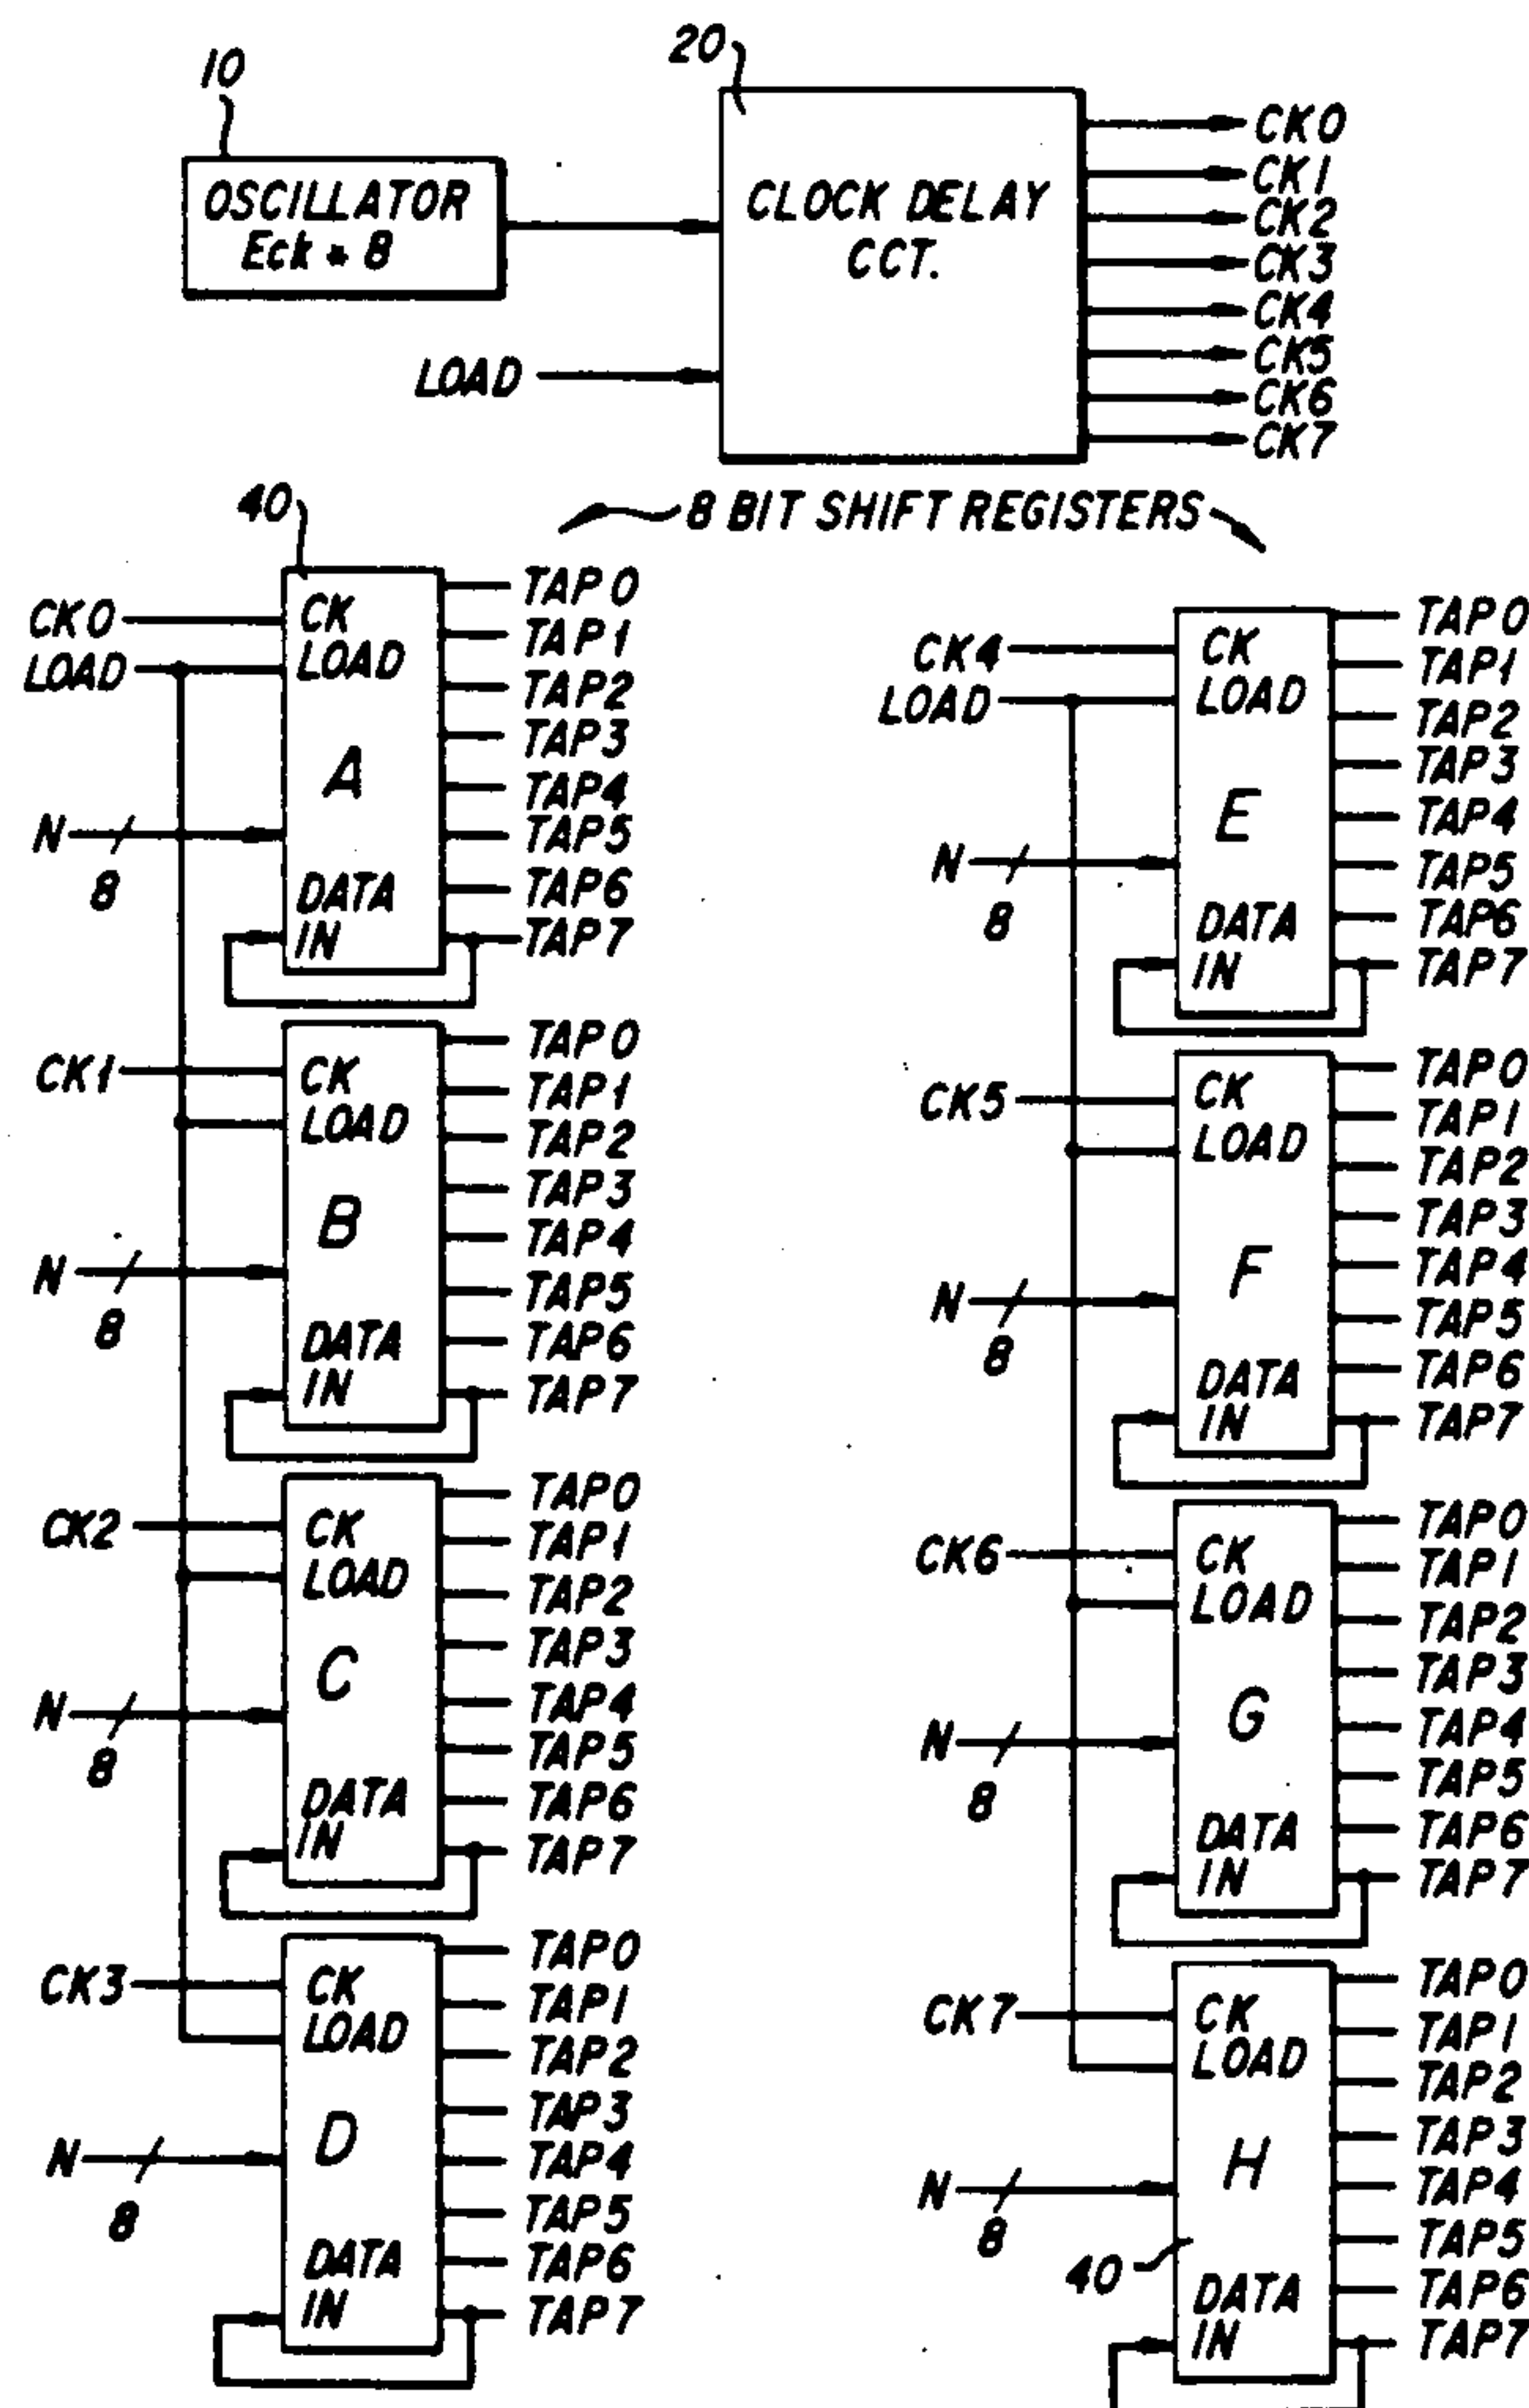 10
20
OSCILLATOR
Eck * 8
CLOCK DELAY
CCT.
LOAD
CK0
CK1
CK2
CK3
CK4
CK5
CK6
CK7
8 BIT SHIFT REGISTERS
40
CK0
LOAD
N
8
CK
LOAD
A
DATA
IN
TAP0
TAP1
TAP2
TAP3
TAP4
TAP5
TAP6
TAP7
CK1
N
8
CK
LOAD
B
DATA
IN
TAP0
TAP1
TAP2
TAP3
TAP4
TAP5
TAP6
TAP7
CK2
N
8
CK
LOAD
C
DATA
IN
TAP0
TAP1
TAP2
TAP3
TAP4
TAP5
TAP6
TAP7
CK3
N
8
CK
LOAD
D
DATA
IN
TAP0
TAP1
TAP2
TAP3
TAP4
TAP5
TAP6
TAP7
CK4
LOAD
N
8
CK
LOAD
E
DATA
IN
TAP0
TAP1
TAP2
TAP3
TAP4
TAP5
TAP6
TAP7
CK5
N
8
CK
LOAD
F
DATA
IN
TAP0
TAP1
TAP2
TAP3
TAP4
TAP5
TAP6
TAP7
CK6
N
8
CK
LOAD
G
DATA
IN
TAP0
TAP1
TAP2
TAP3
TAP4
TAP5
TAP6
TAP7
CK7
N
8
40
CK
LOAD
H
DATA
IN
TAP0
TAP1
TAP2
TAP3
TAP4
TAP5
TAP6
TAP7